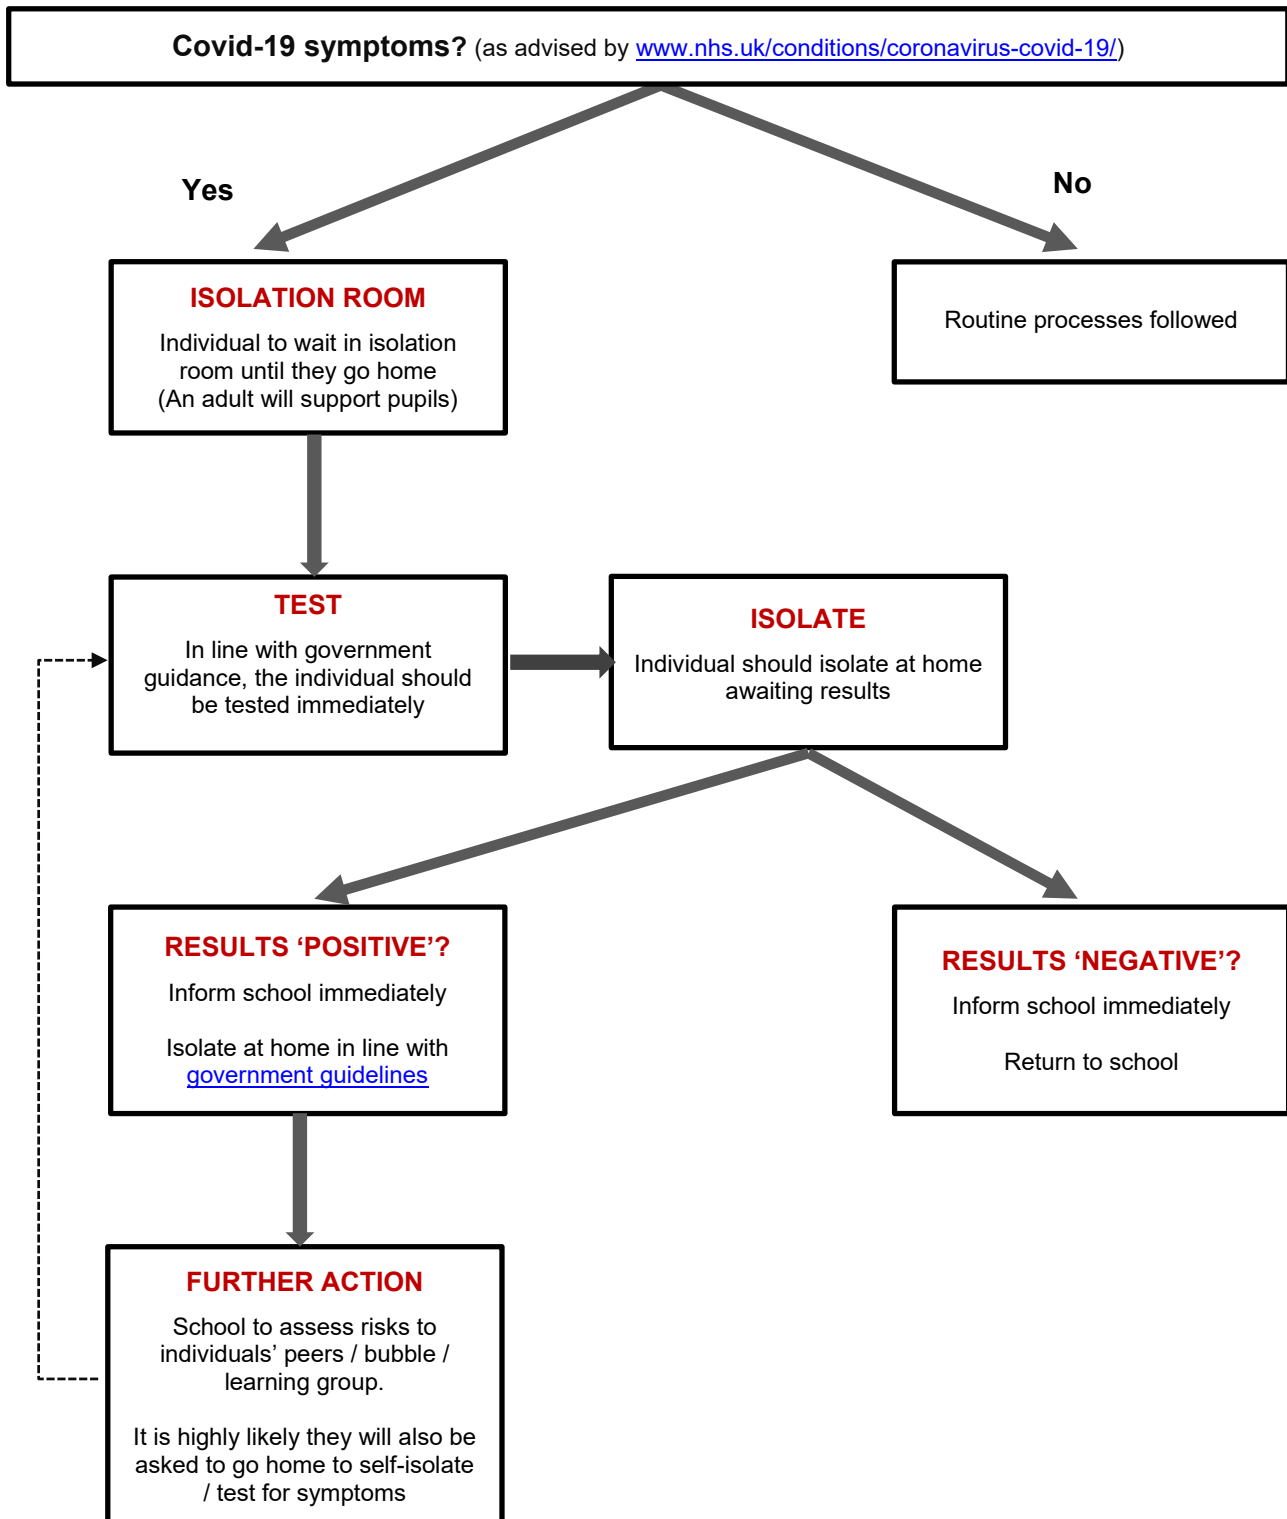 Covid-19 symptoms? (as advised by www.nhs.uk/conditions/coronavirus-covid-19/)
Yes
No
ISOLATION ROOM
Individual to wait in isolation
room until they go home
(An adult will support pupils)
Routine processes followed
TEST
In line with government
guidance, the individual should
be tested immediately
ISOLATE
Individual should isolate at home
awaiting results
RESULTS ‘POSITIVE’?
Inform school immediately
Isolate at home in line with
government guidelines
RESULTS ‘NEGATIVE’?
Inform school immediately
Return to school
FURTHER ACTION
School to assess risks to
individuals’ peers / bubble /
learning group.
It is highly likely they will also be
asked to go home to self-isolate
/ test for symptoms